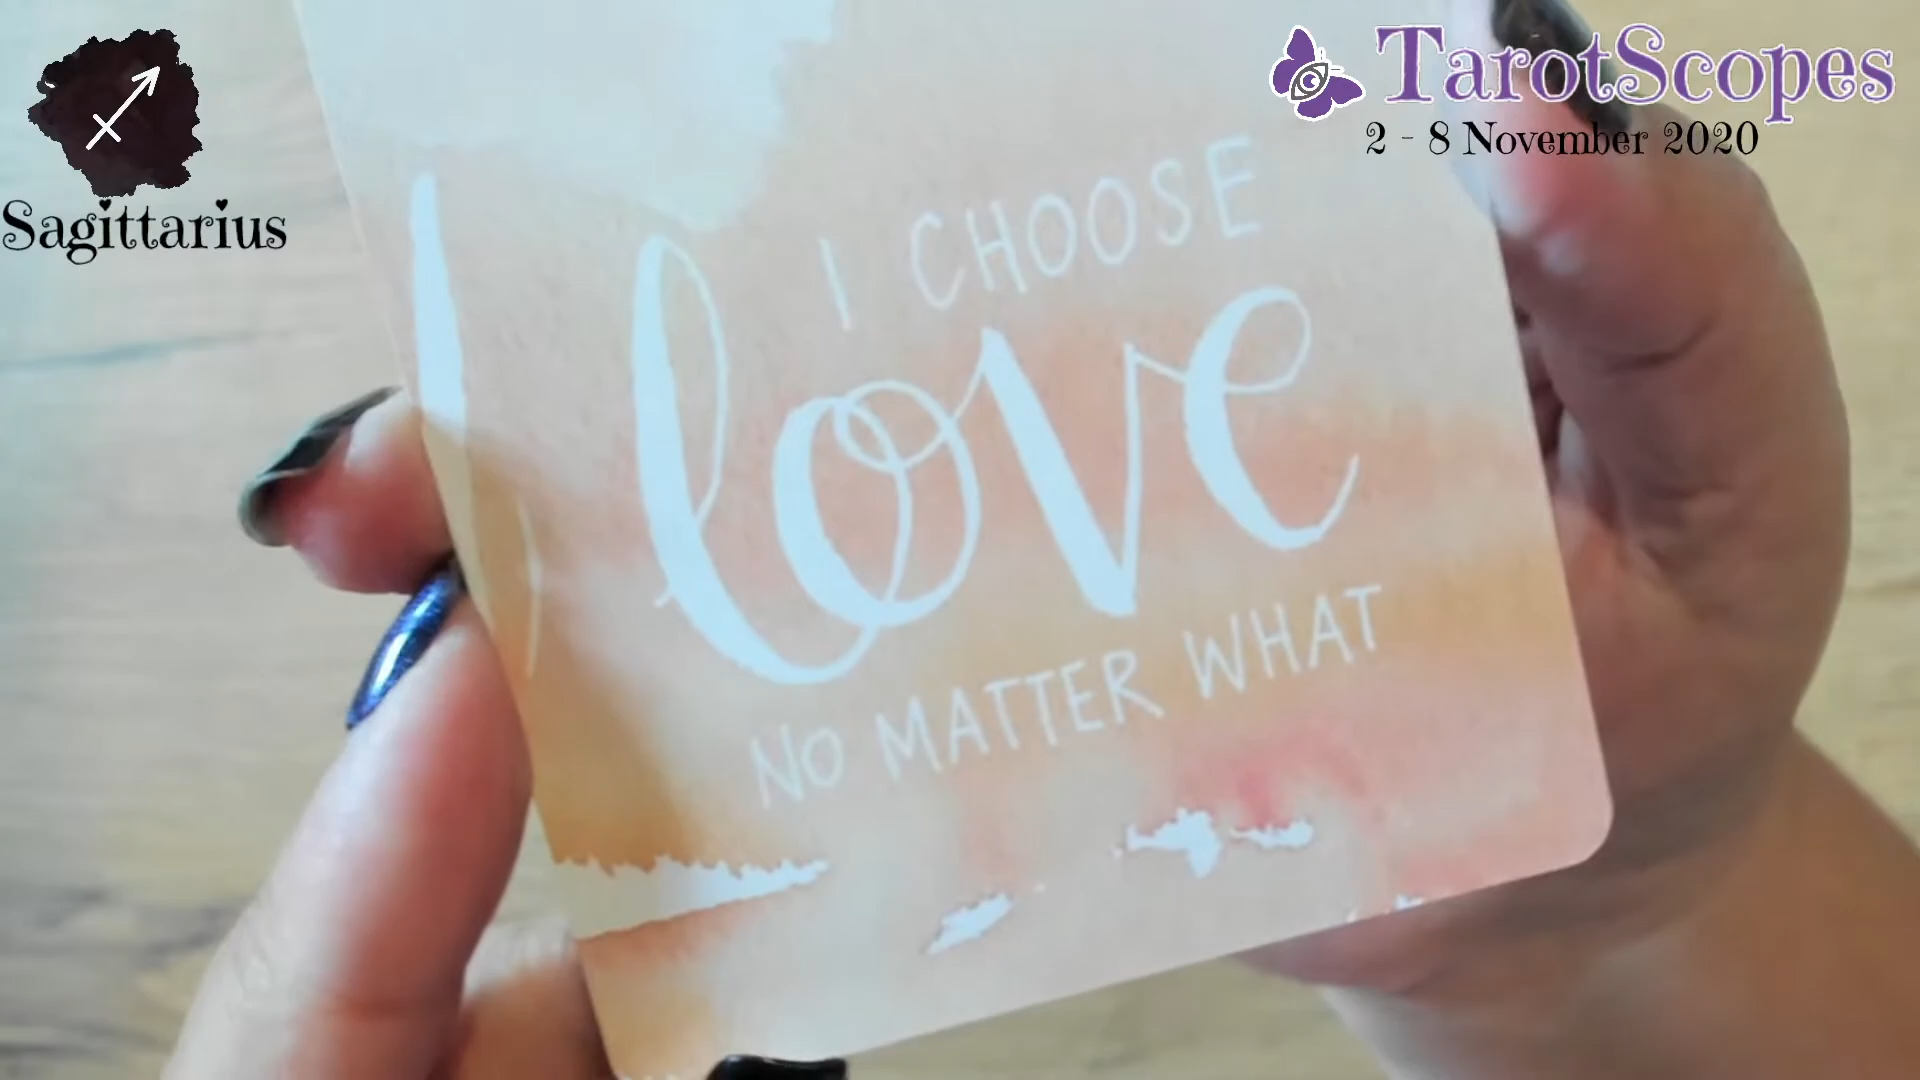 TarotScopes
2 - 8 November 2020
Sagittarius
I CHOOSE
love
NO MATTER WHAT